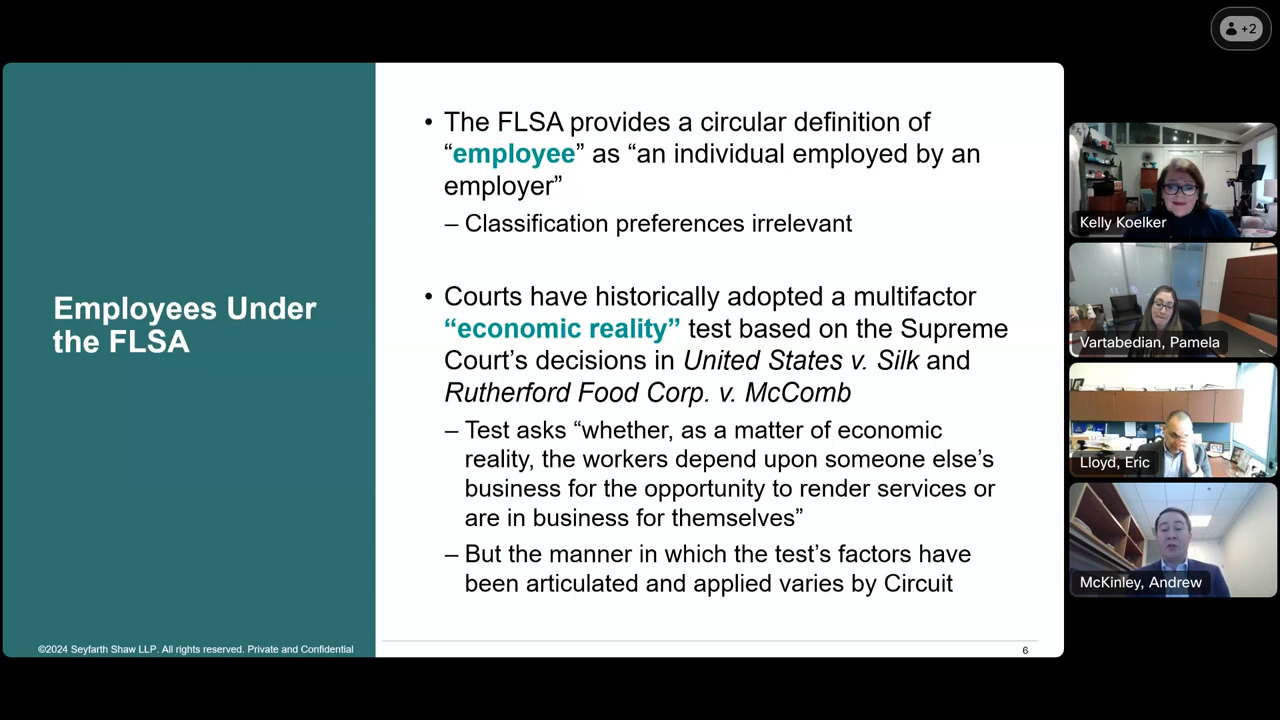 +2
Employees Under
the FLSA
• The FLSA provides a circular definition of
“employee” as “an individual employed by an
employer”
– Classification preferences irrelevant
• Courts have historically adopted a multifactor
“economic reality” test based on the Supreme
Court’s decisions in United States v. Silk and
Rutherford Food Corp. v. McComb
– Test asks “whether, as a matter of economic
reality, the workers depend upon someone else’s
business for the opportunity to render services or
are in business for themselves”
– But the manner in which the test’s factors have
been articulated and applied varies by Circuit
©2024 Seyfarth Shaw LLP. All rights reserved. Private and Confidential
6
Kelly Koelker
Vartabedian, Pamela
Lloyd, Eric
McKinley, Andrew